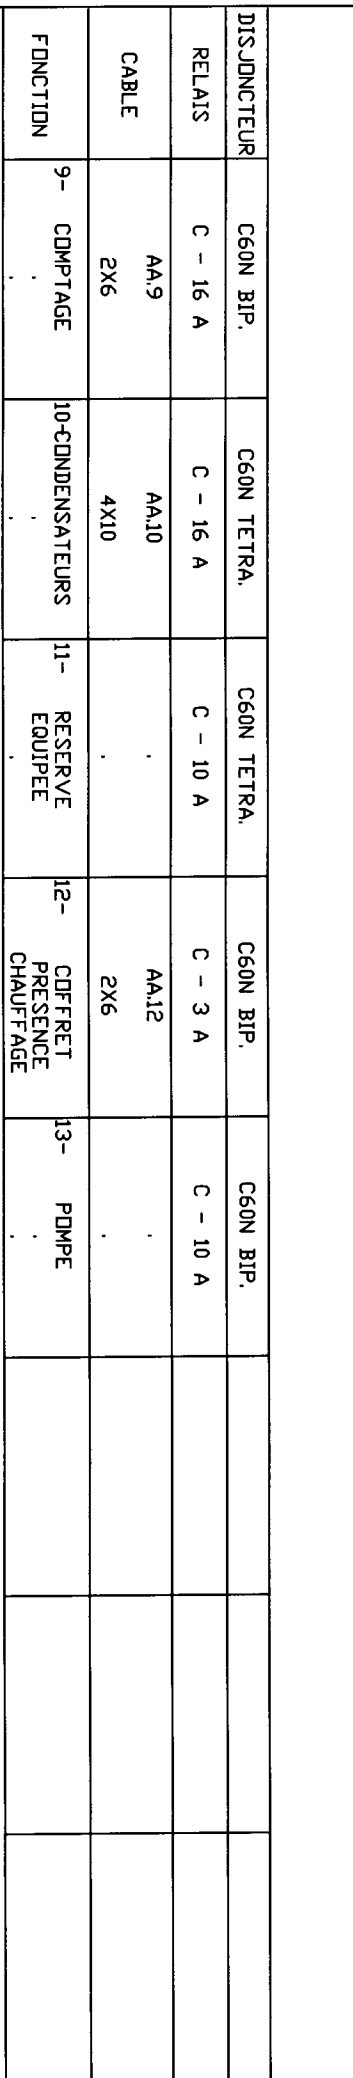 DISJONCTEUR C60N BIP. C60N TETRA. C60N TETRA. C60N BIP. C60N BIP.
RELAIS C - 16 A C - 16 A C - 10 A C - 3 A C - 10 A
CABLE
AA.9 AA.10 . AA.12 .
2X6 4X10 . 2X6 .
FONCTION
9- COMPTAGE
.
.
10-CONDENSATEURS
.
.
11- RESERVE
EQUIPEE
.
12- COFFRET
PRESENCE
CHAUFFAGE
13- POMPE
.
.